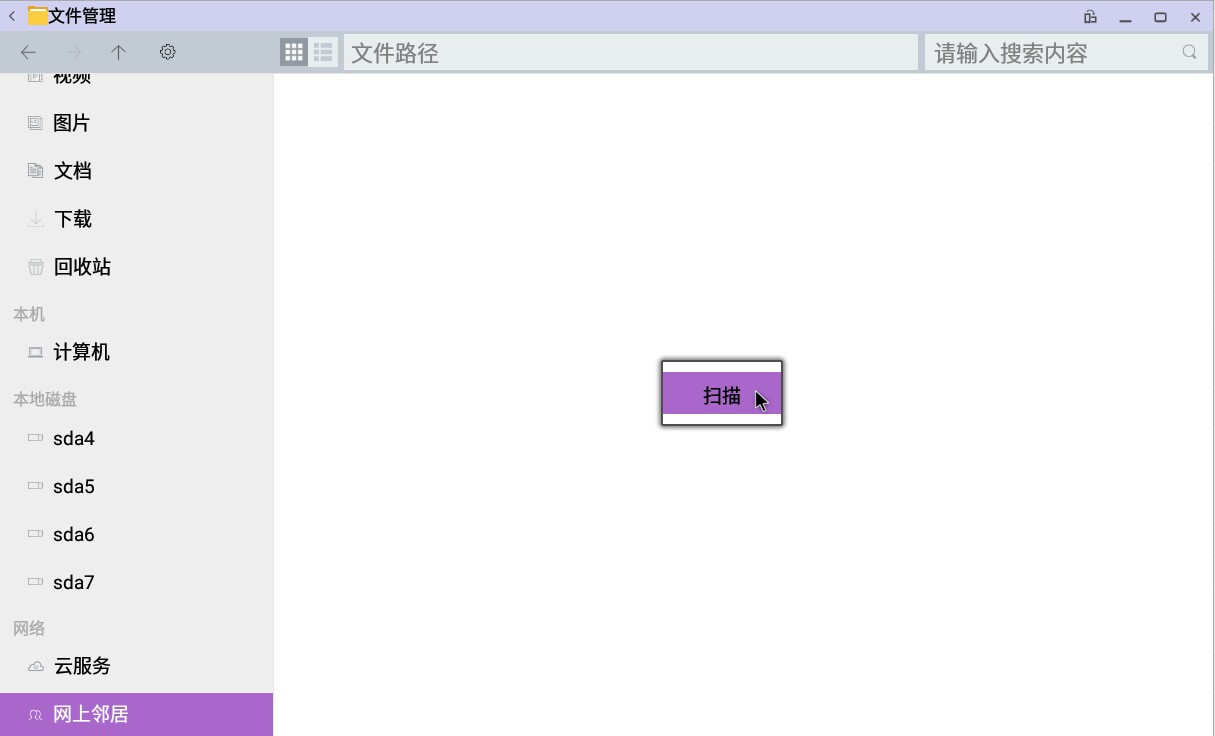 文件管理
文件路径
请输入搜索内容
视频
图片
文档
下载
回收站
本机
计算机
本地磁盘
sda4
sda5
sda6
sda7
网络
云服务
网上邻居
扫描